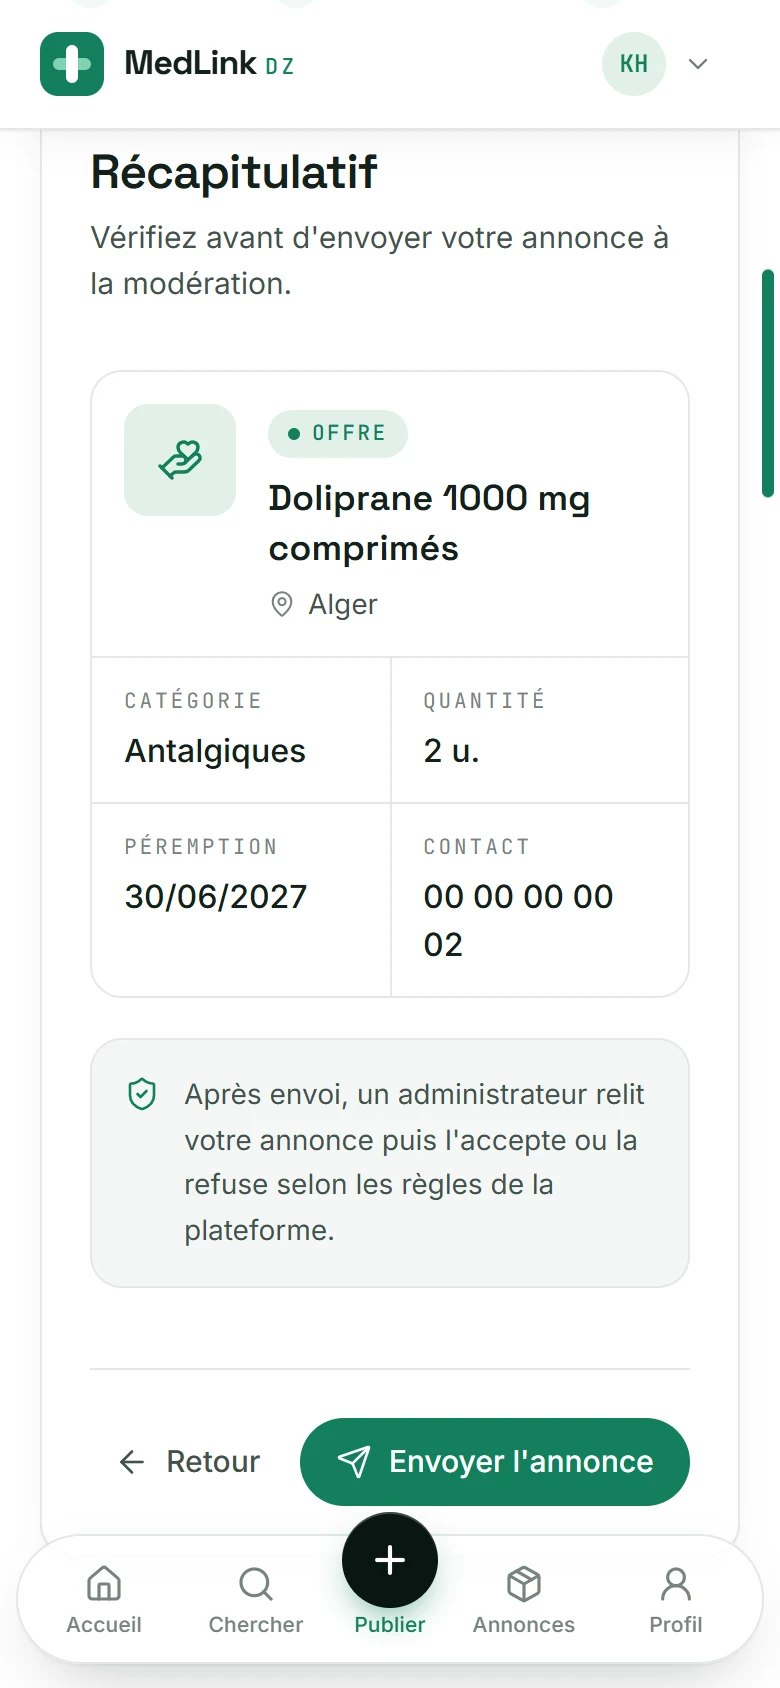 MedLink DZ
KH
Récapitulatif
Vérifiez avant d'envoyer votre annonce à
la modération.
OFFRE
Doliprane 1000 mg
comprimés
Alger
CATÉGORIE
Antalgiques
QUANTITÉ
2 u.
PÉREMPTION
30/06/2027
CONTACT
00 00 00 00
02
Après envoi, un administrateur relit
votre annonce puis l'accepte ou la
refuse selon les règles de la
plateforme.
Retour
Envoyer l'annonce
Accueil
Chercher
Publier
Annonces
Profil